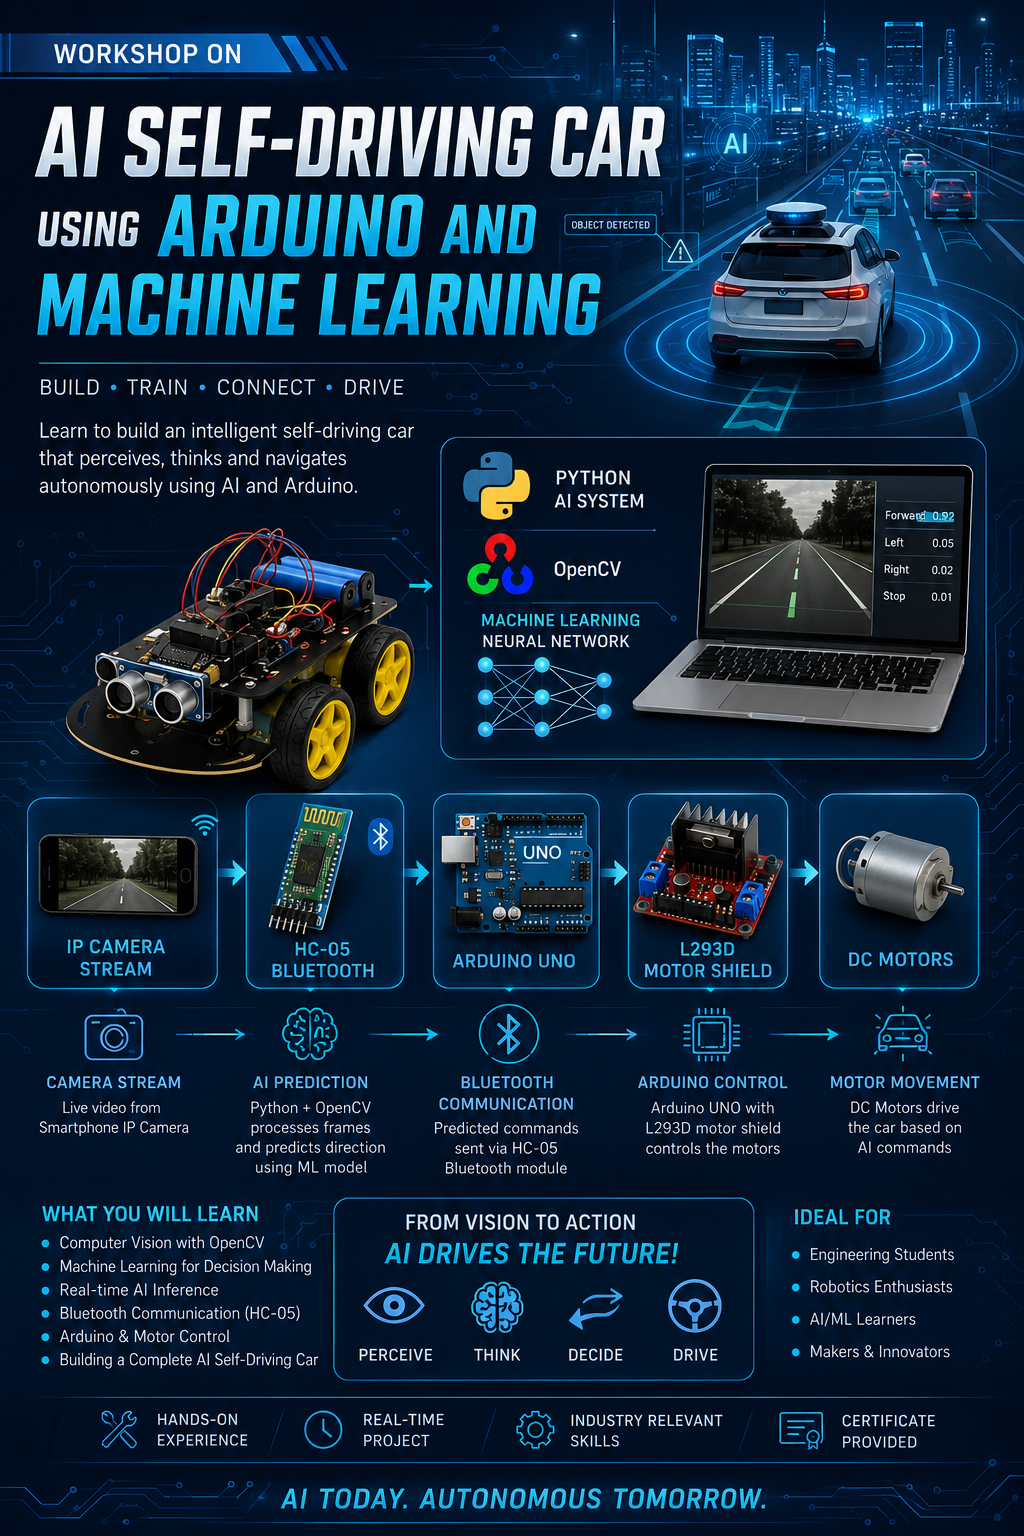 WORKSHOP ON
AI SELF-DRIVING CAR
USING ARDUINO AND
MACHINE LEARNING
AI
OBJECT DETECTED
BUILD • TRAIN • CONNECT • DRIVE
Learn to build an intelligent self-driving car
that perceives, thinks and navigates
autonomously using AI and Arduino.
PYTHON
AI SYSTEM
OpenCV
MACHINE LEARNING
NEURAL NETWORK
Forward 0.92
Left 0.05
Right 0.02
Stop 0.01
IP CAMERA
STREAM
HC-05
BLUETOOTH
UNO
ARDUINO UNO
L293D
MOTOR SHIELD
DC MOTORS
CAMERA STREAM
Live video from
Smartphone IP Camera
AI PREDICTION
Python + OpenCV
processes frames
and predicts direction
using ML model
BLUETOOTH
COMMUNICATION
Predicted commands
sent via HC-05
Bluetooth module
ARDUINO CONTROL
Arduino UNO with
L293D motor shield
controls the motors
MOTOR MOVEMENT
DC Motors drive
the car based on
AI commands
WHAT YOU WILL LEARN
• Computer Vision with OpenCV
• Machine Learning for Decision Making
• Real-time AI Inference
• Bluetooth Communication (HC-05)
• Arduino & Motor Control
• Building a Complete AI Self-Driving Car
FROM VISION TO ACTION
AI DRIVES THE FUTURE!
PERCEIVE
THINK
DECIDE
DRIVE
IDEAL FOR
• Engineering Students
• Robotics Enthusiasts
• AI/ML Learners
• Makers & Innovators
HANDS-ON
EXPERIENCE
REAL-TIME
PROJECT
INDUSTRY RELEVANT
SKILLS
CERTIFICATE
PROVIDED
AI TODAY. AUTONOMOUS TOMORROW.